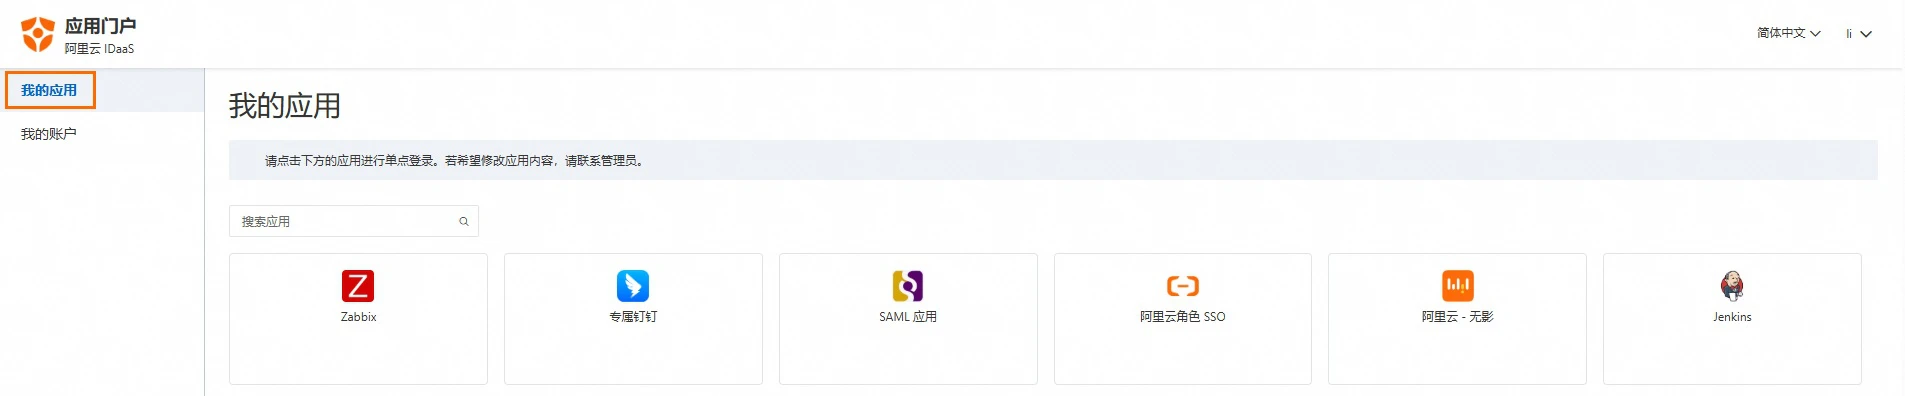 应用门户
阿里云 IDaaS
简体中文
li
我的应用
我的账户
我的应用
请点击下方的应用进行单点登录。若希望修改应用内容，请联系管理员。
搜索应用
Zabbix
专属钉钉
SAML 应用
阿里云角色 SSO
阿里云 - 无影
Jenkins